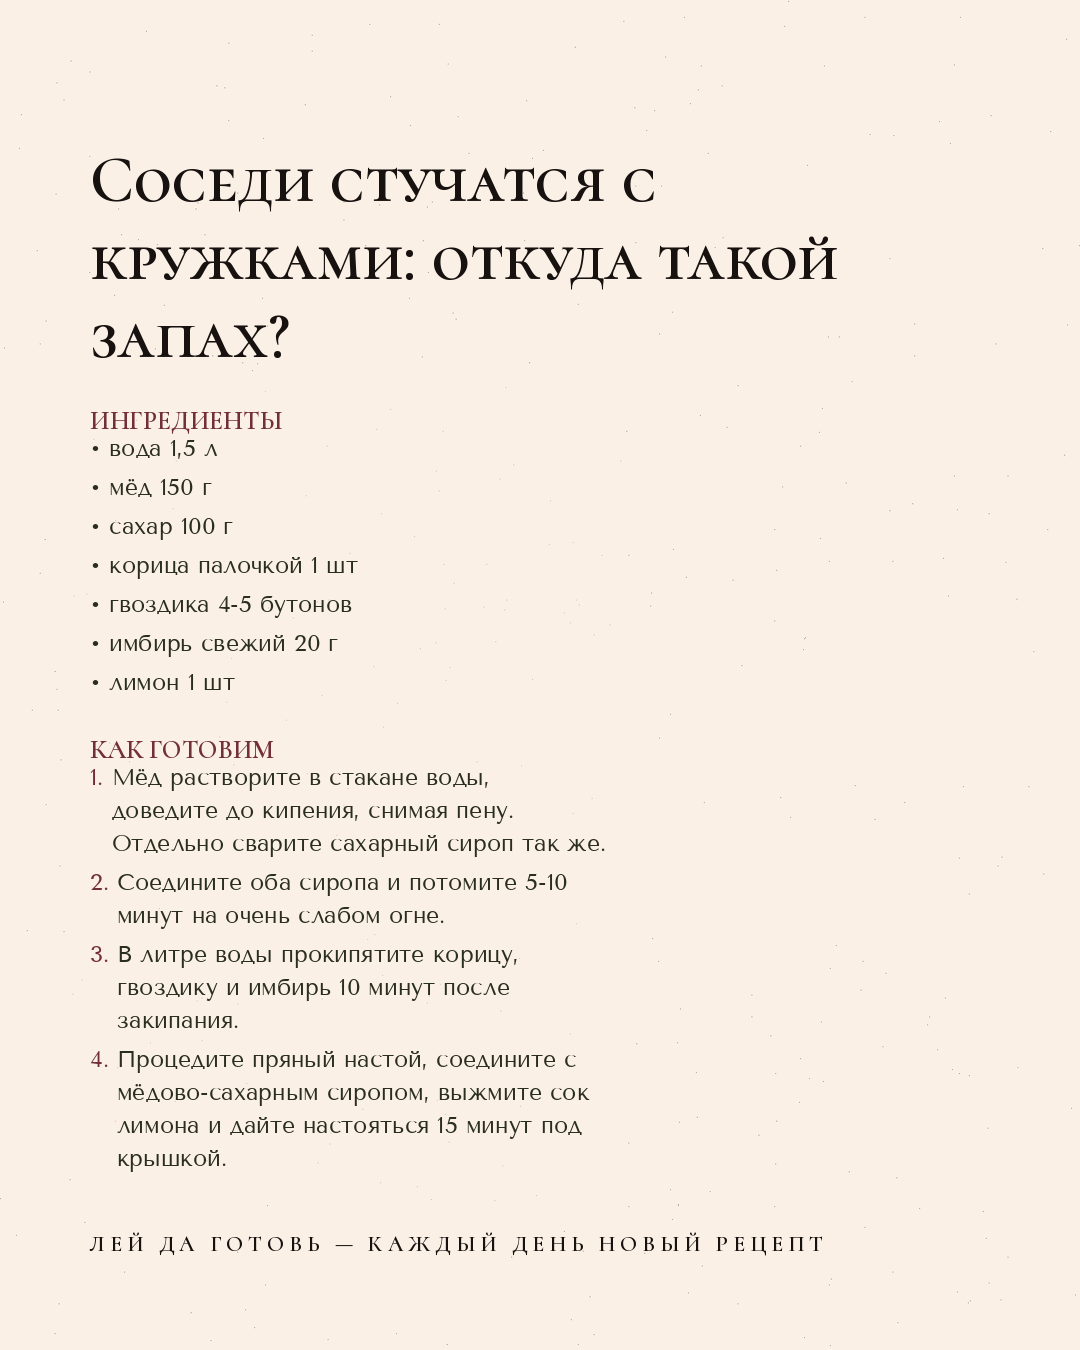 Соседи стучатся с
кружками: откуда такой
запах?
ИНГРЕДИЕНТЫ
• вода 1,5 л
• мёд 150 г
• сахар 100 г
• корица палочкой 1 шт
• гвоздика 4-5 бутонов
• имбирь свежий 20 г
• лимон 1 шт
КАК ГОТОВИМ
1. Мёд растворите в стакане воды,
доведите до кипения, снимая пену.
Отдельно сварите сахарный сироп так же.
2. Соедините оба сиропа и потомите 5-10
минут на очень слабом огне.
3. В литре воды прокипятите корицу,
гвоздику и имбирь 10 минут после
закипания.
4. Процедите пряный настой, соедините с
мёдово-сахарным сиропом, выжмите сок
лимона и дайте настояться 15 минут под
крышкой.
ЛЕЙ ДА ГОТОВЬ — КАЖДЫЙ ДЕНЬ НОВЫЙ РЕЦЕПТ